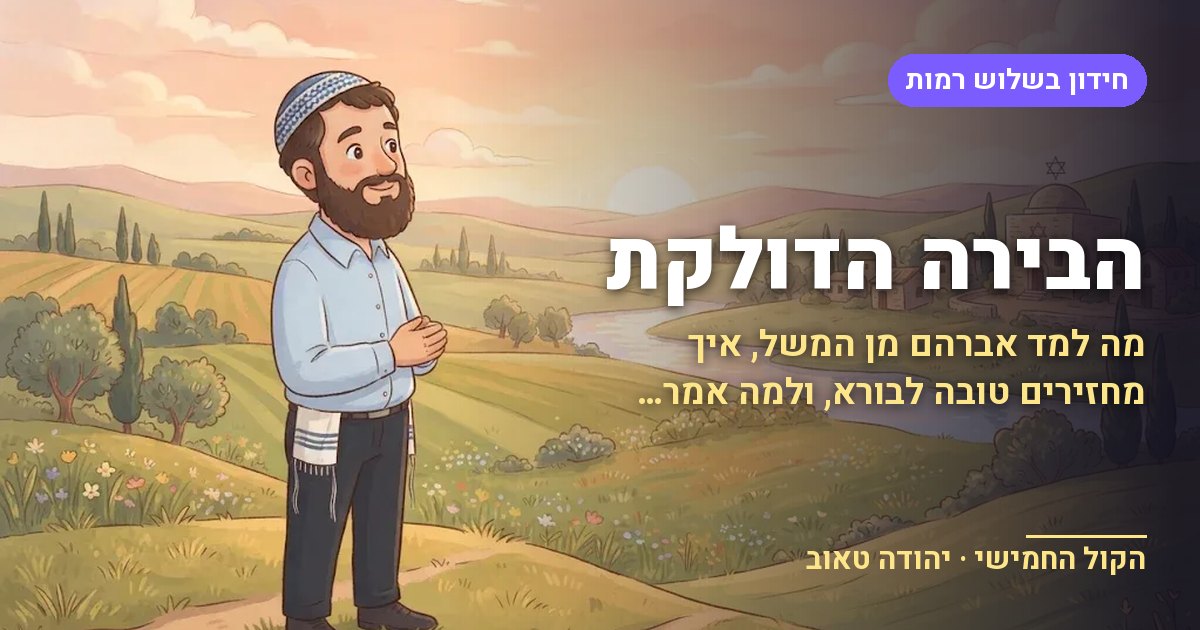 חידון בשלוש רמות
הבירה הדולקת
מה למד אברהם מן המשל, איך
מחזירים טובה לבורא, ולמה אמר...
הקול החמישי · יהודה טאוב